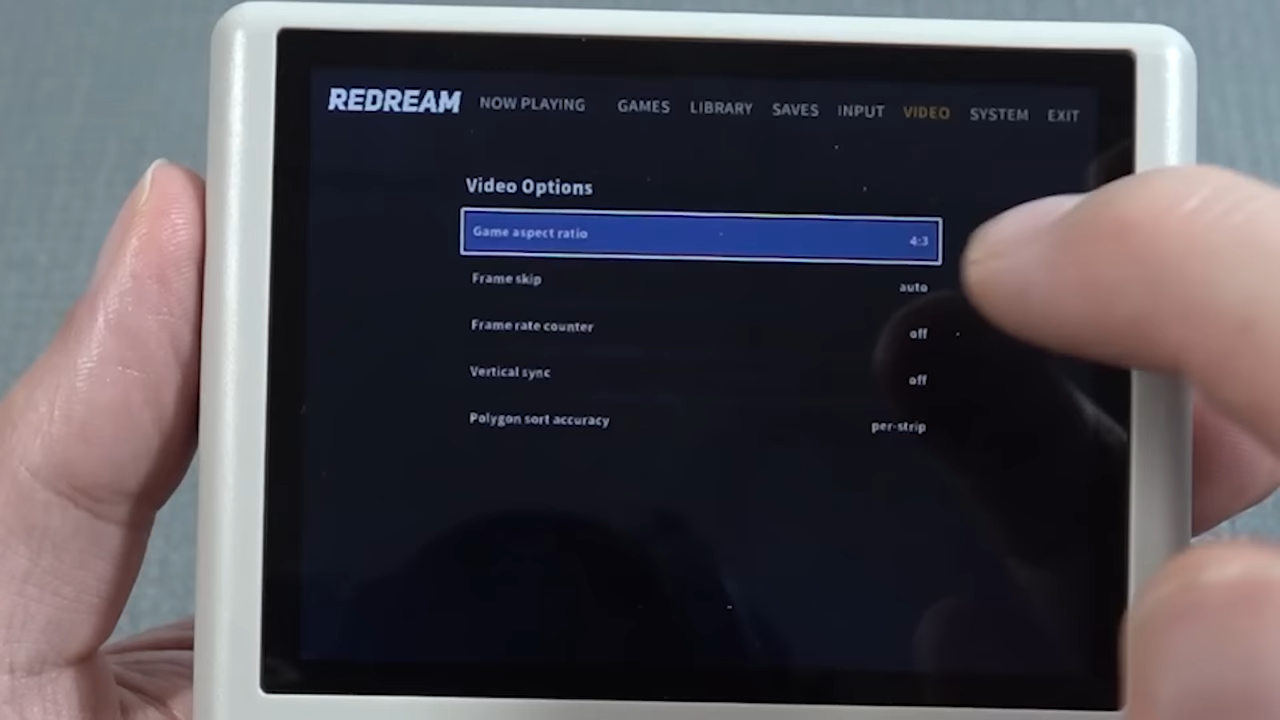 REDREAM NOW PLAYING GAMES LIBRARY SAVES INPUT VIDEO SYSTEM EXIT
Video Options
Game aspect ratio 4:3
Frame skip auto
Frame rate counter off
Vertical sync off
Polygon sort accuracy per-strip